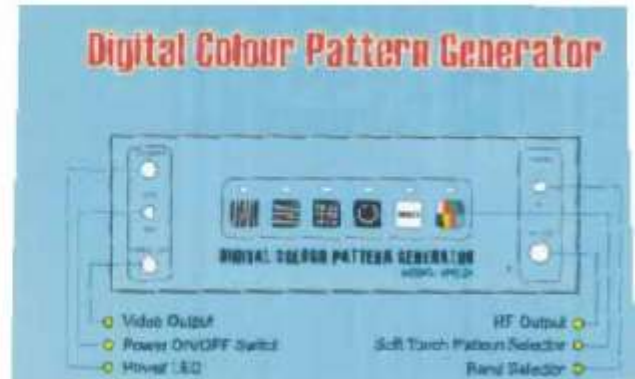 Digital Colour Pattern Generator
DIGITAL COLOUR PATTERN GENERATOR
Video Output
Power ON/OFF Switch
Power LED
RF Output
Soft Touch Pattern Selector
Band Selector